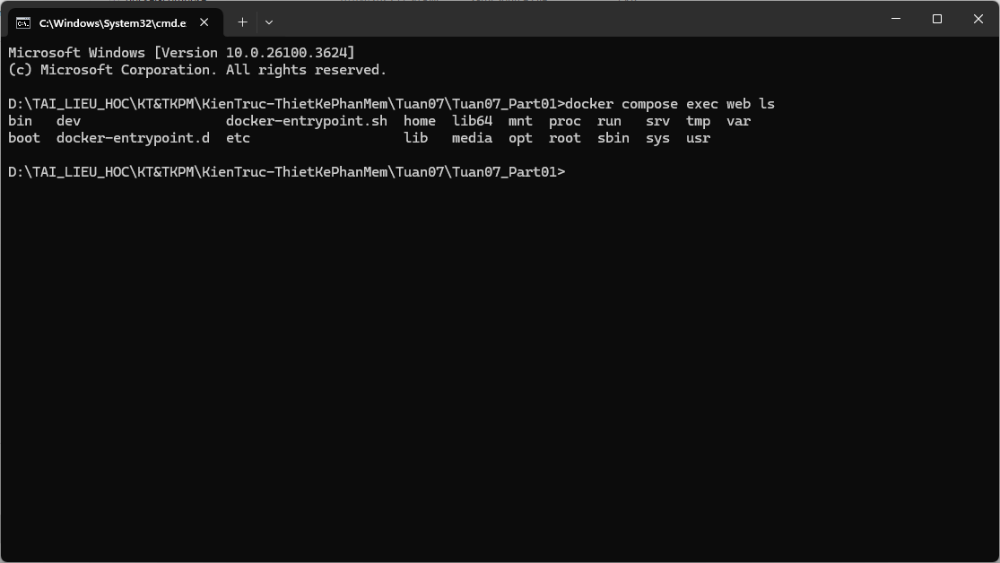 C:\Windows\System32\cmd.e
Microsoft Windows [Version 10.0.26100.3624]
(c) Microsoft Corporation. All rights reserved.
D:\TAI_LIEU_HOC\KT&TKPM\KienTruc-ThietKePhanMem\Tuan07\Tuan07_Part01>docker compose exec web ls
bin   dev                  docker-entrypoint.sh  home  lib64  mnt  proc  run   srv  tmp  var
boot  docker-entrypoint.d  etc                   lib   media  opt  root  sbin  sys  usr
D:\TAI_LIEU_HOC\KT&TKPM\KienTruc-ThietKePhanMem\Tuan07\Tuan07_Part01>